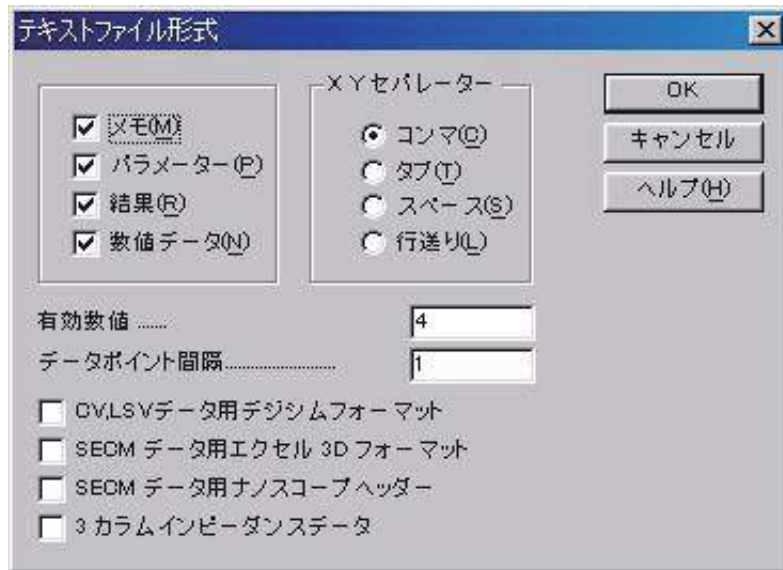 テキストファイル形式
メモ(M)
パラメーター(P)
結果(R)
数値データ(N)
XYセパレーター
コンマ(C)
タブ(T)
スペース(S)
行送り(L)
OK
キャンセル
ヘルプ(H)
有効数値 ...... 4
データポイント間隔...................... 1
CV,LSVデータ用デジシムフォーマット
SECM データ用エクセル 3D フォーマット
SECM データ用ナノスコープヘッダー
3 カラムインピーダンスデータ